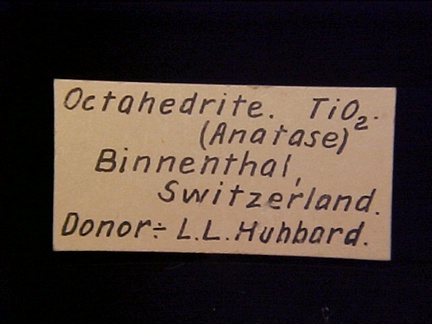 Octahedrite. TiO₂.
(Anatase)
Binnenthal,
Switzerland.
Donor÷ L.L. Hubbard.